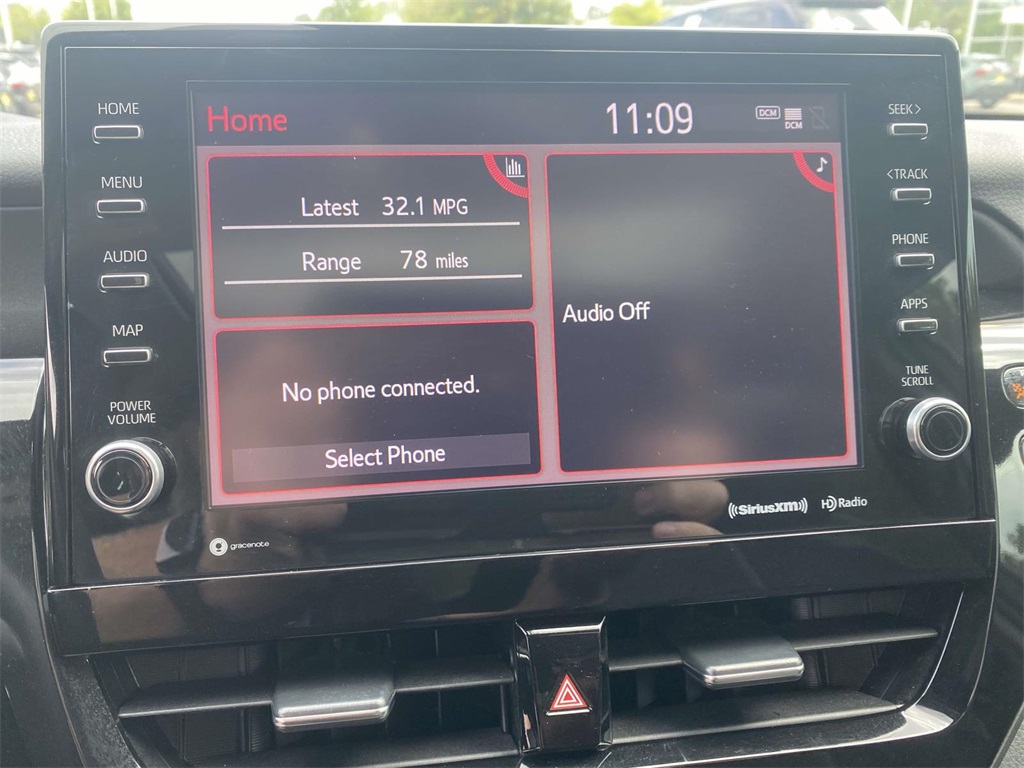 HOME
MENU
AUDIO
MAP
POWER
VOLUME
Home
11:09
DCM
DCM
Latest 32.1 MPG
Range 78 miles
No phone connected.
Select Phone
Audio Off
SEEK>
<TRACK
PHONE
APPS
TUNE
SCROLL
gracenote
((SiriusXM))
HD Radio